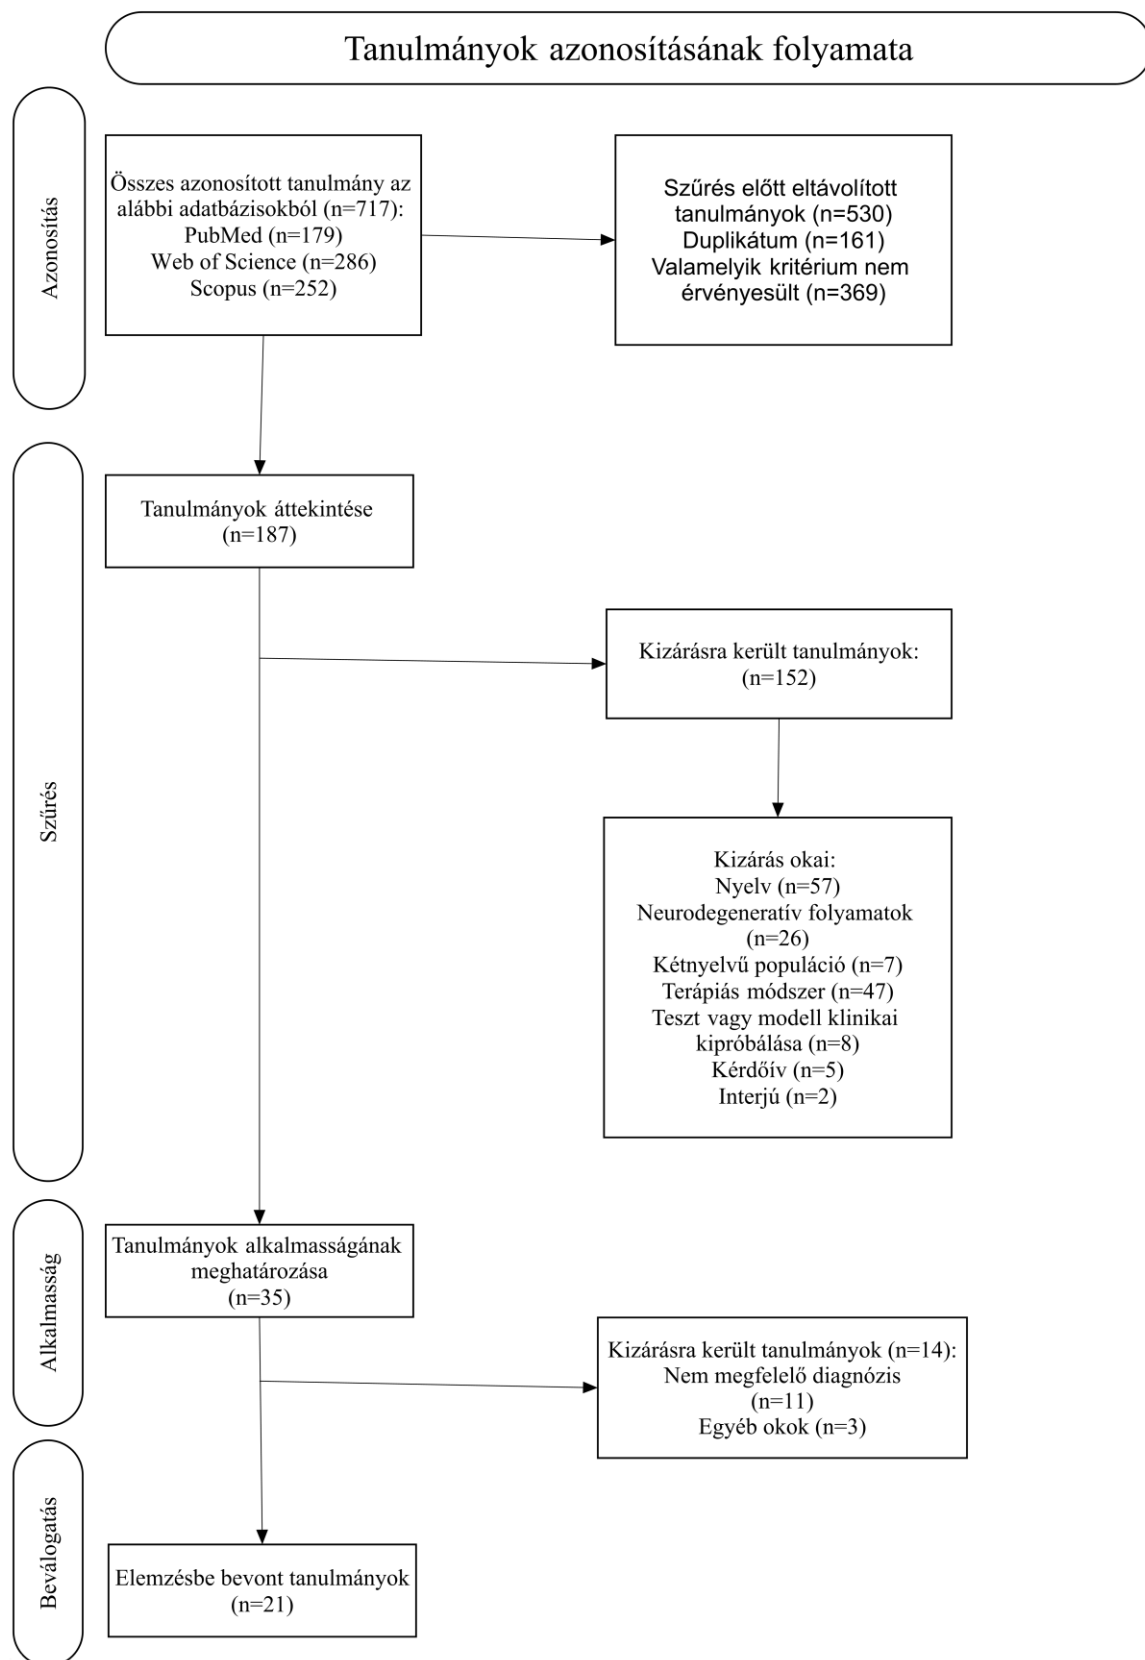 Tanulmányok azonosításának folyamata
Azonosítás
Összes azonosított tanulmány az
alábbi adatbázisokból (n=717):
PubMed (n=179)
Web of Science (n=286)
Scopus (n=252)
Szűrés előtt eltávolított
tanulmányok (n=530)
Duplikátum (n=161)
Valamelyik kritérium nem
érvényesült (n=369)
Szűrés
Tanulmányok áttekintése
(n=187)
Kizárásra került tanulmányok:
(n=152)
Kizárás okai:
Nyelv (n=57)
Neurodegeneratív folyamatok
(n=26)
Kétnyelvű populáció (n=7)
Terápiás módszer (n=47)
Teszt vagy modell klinikai
kipróbálása (n=8)
Kérdőív (n=5)
Interjú (n=2)
Alkalmasság
Tanulmányok alkalmasságának
meghatározása
(n=35)
Kizárásra került tanulmányok (n=14):
Nem megfelelő diagnózis
(n=11)
Egyéb okok (n=3)
Beválogatás
Elemzésbe bevont tanulmányok
(n=21)